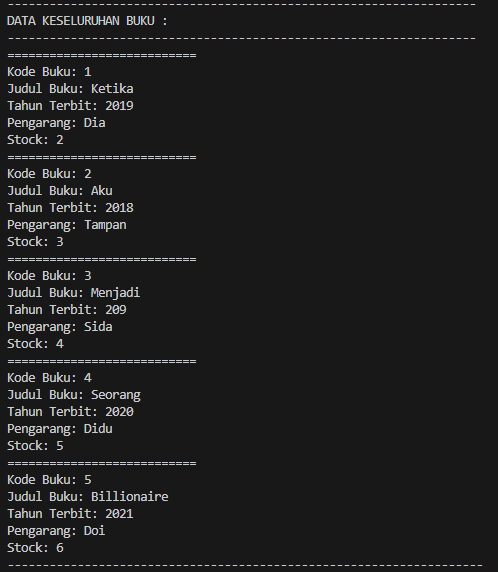 -------------------------------------------------------------------
DATA KESELURUHAN BUKU :
-------------------------------------------------------------------
===========================
Kode Buku: 1
Judul Buku: Ketika
Tahun Terbit: 2019
Pengarang: Dia
Stock: 2
===========================
Kode Buku: 2
Judul Buku: Aku
Tahun Terbit: 2018
Pengarang: Tampan
Stock: 3
===========================
Kode Buku: 3
Judul Buku: Menjadi
Tahun Terbit: 209
Pengarang: Sida
Stock: 4
===========================
Kode Buku: 4
Judul Buku: Seorang
Tahun Terbit: 2020
Pengarang: Didu
Stock: 5
===========================
Kode Buku: 5
Judul Buku: Billionaire
Tahun Terbit: 2021
Pengarang: Doi
Stock: 6
--------------------------------------------------------------------